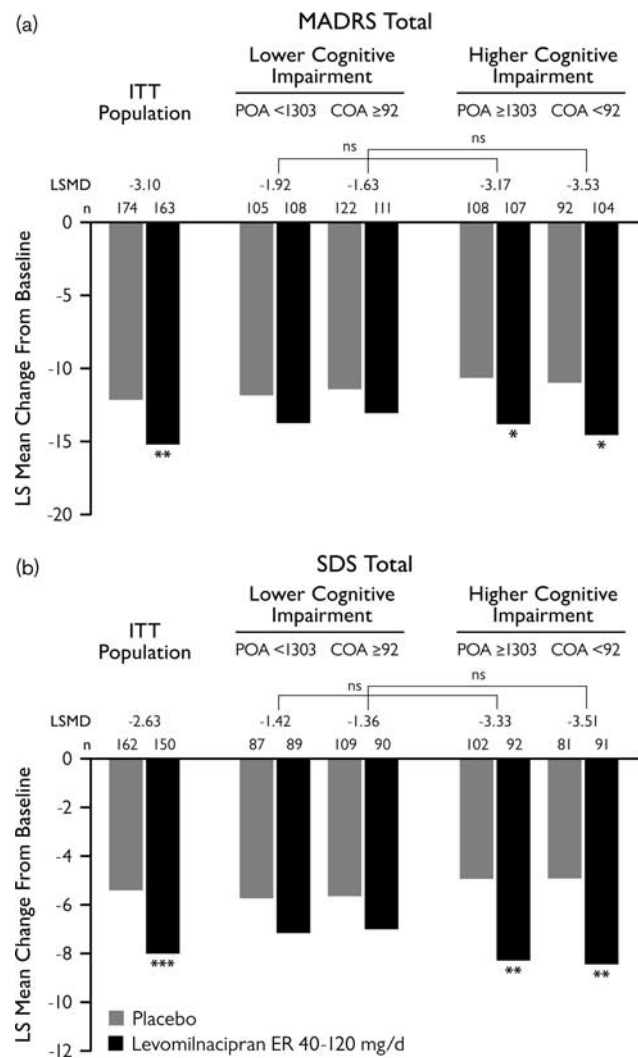 (a)
MADRS Total
ITT
Population
Lower Cognitive
Impairment
Higher Cognitive
Impairment
POA <1303 COA ≥92 POA ≥1303 COA <92
ns
ns
LSMD -3.10 -1.92 -1.63 -3.17 -3.53
n 174 163 105 108 122 111 108 107 92 104
0
-5
-10
-15
-20
LS Mean Change From Baseline
** * *
(b)
SDS Total
ITT
Population
Lower Cognitive
Impairment
Higher Cognitive
Impairment
POA <1303 COA ≥92 POA ≥1303 COA <92
ns
ns
LSMD -2.63 -1.42 -1.36 -3.33 -3.51
n 162 150 87 89 109 90 102 92 81 91
0
-2
-4
-6
-8
-10
-12
LS Mean Change From Baseline
*** ** **
Placebo
Levomilnacipran ER 40-120 mg/d